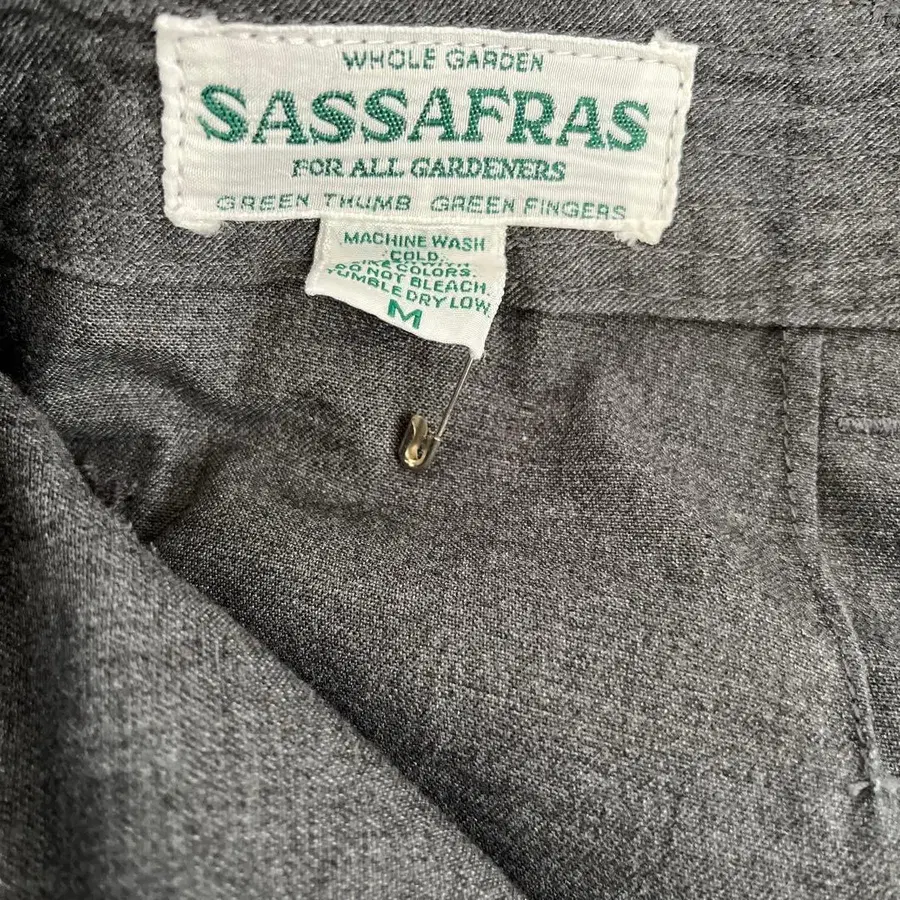 WHOLE GARDEN
SASSAFRAS
FOR ALL GARDENERS
GREEN THUMB GREEN FINGERS
MACHINE WASH
COLD.
COLORS.
DO NOT BLEACH.
TUMBLE DRY LOW.
M